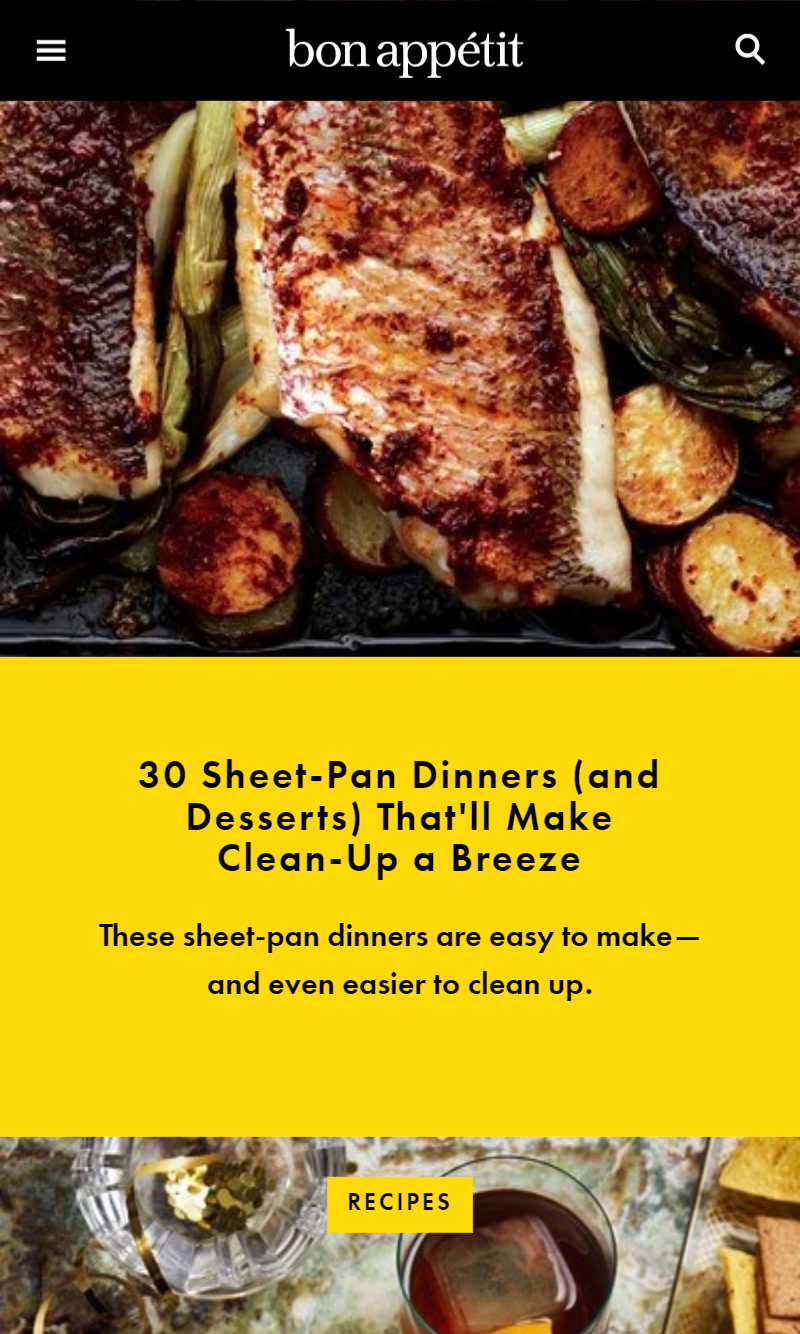 bon appétit
30 Sheet-Pan Dinners (and
Desserts) That'll Make
Clean-Up a Breeze
These sheet-pan dinners are easy to make—
and even easier to clean up.
RECIPES